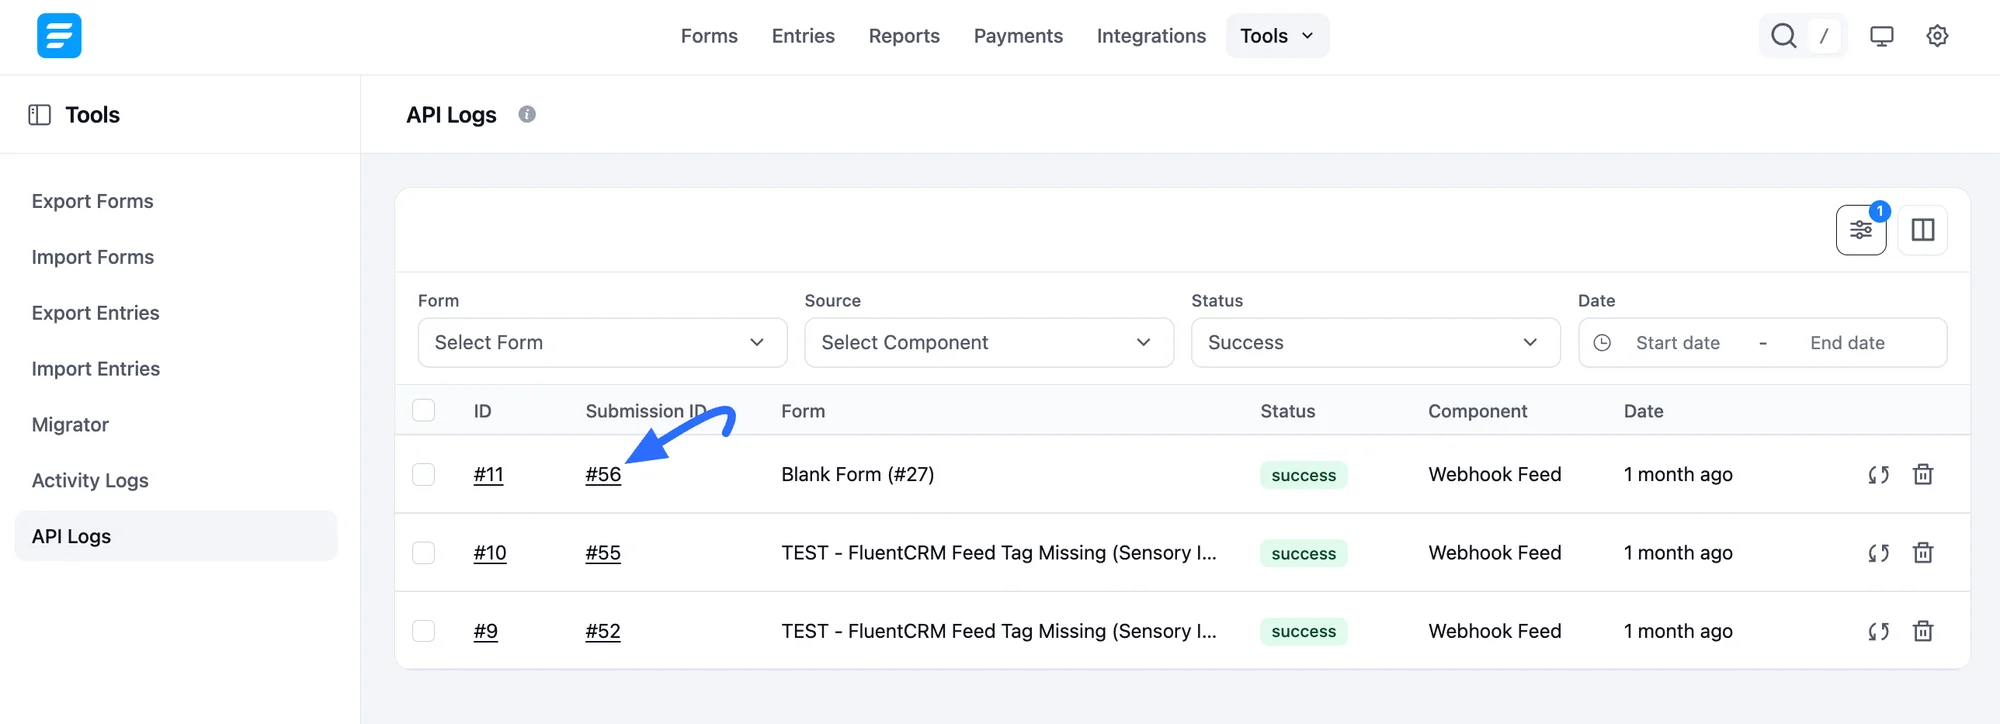 Forms Entries Reports Payments Integrations Tools /
Tools
API Logs
Export Forms
Import Forms
Export Entries
Import Entries
Migrator
Activity Logs
API Logs
1
Form Source Status Date
Select Form Select Component Success Start date - End date
ID Submission ID Form Status Component Date
#11 #56 Blank Form (#27) success Webhook Feed 1 month ago
#10 #55 TEST - FluentCRM Feed Tag Missing (Sensory I... success Webhook Feed 1 month ago
#9 #52 TEST - FluentCRM Feed Tag Missing (Sensory I... success Webhook Feed 1 month ago